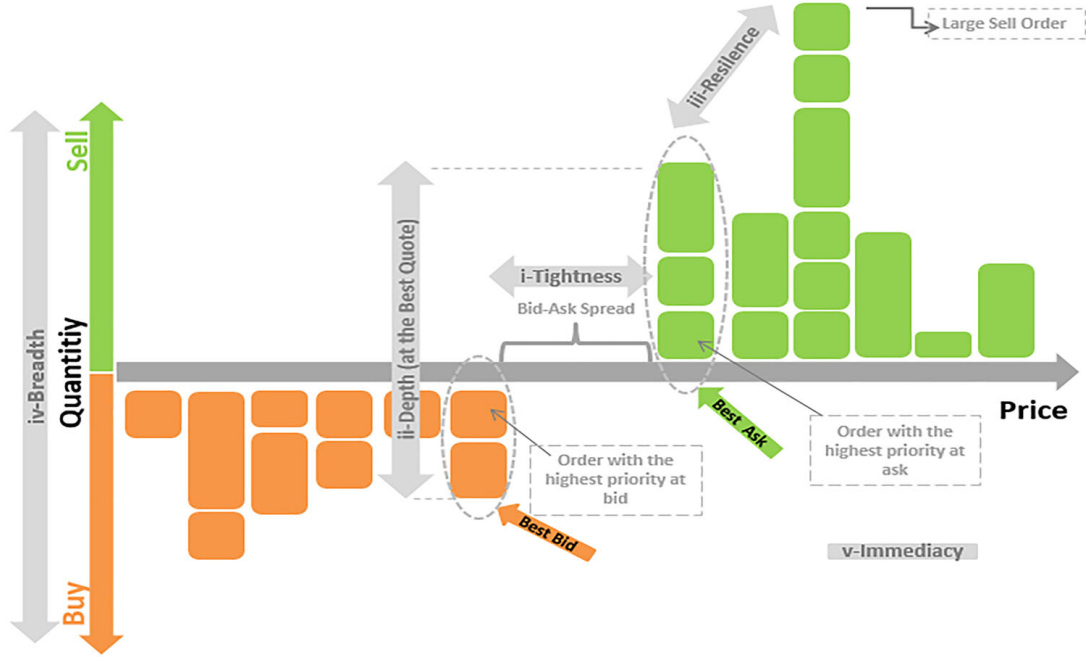 Large Sell Order
iii-Resilence
Sell
i-Tightness
Bid-Ask Spread
ii-Depth (at the Best Quote)
iv-Breadth
Quantitiy
Price
Best Ask
Order with the
highest priority at
ask
Order with the
highest priority at
bid
Best Bid
v-Immediacy
Buy